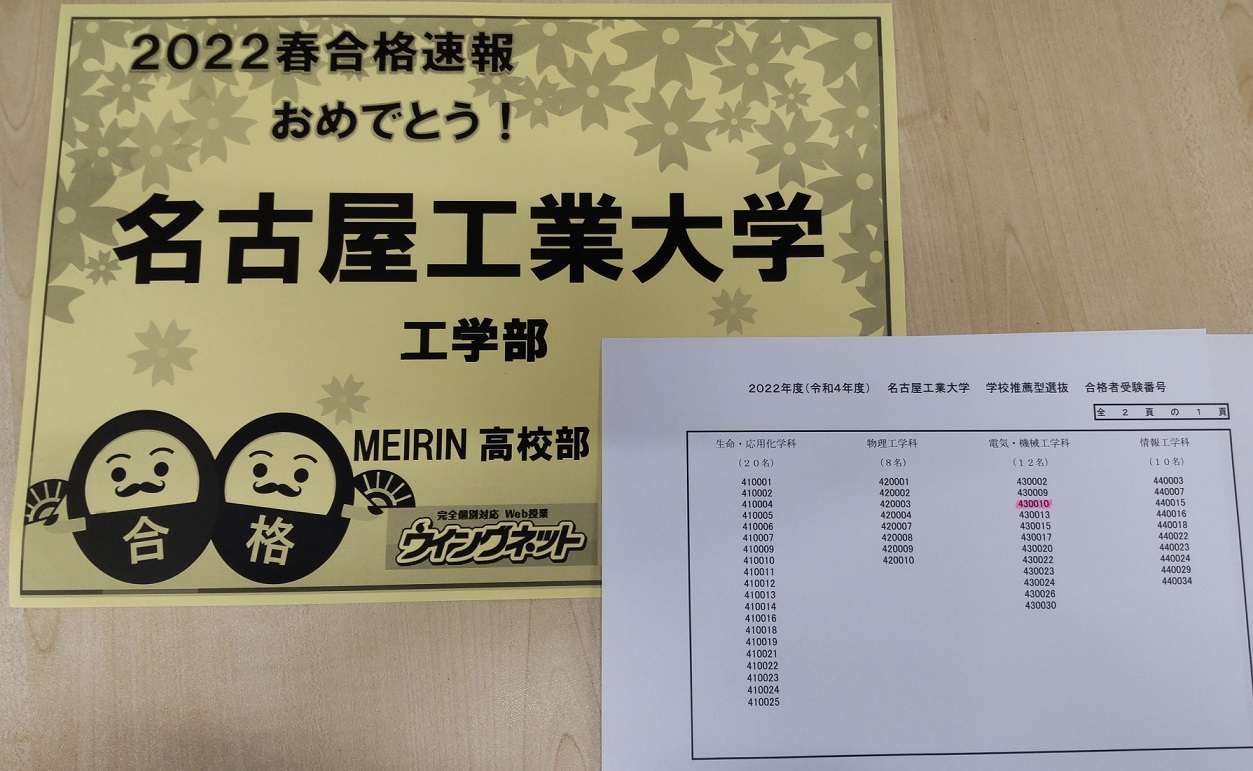 2022春合格速報
おめでとう！
名古屋工業大学
工学部
MEIRIN 高校部
合 格
完全個別対応 Web授業
ウイングネット
2022年度(令和4年度) 名古屋工業大学 学校推薦型選抜 合格者受験番号
全 2 頁 の 1 頁
生命・応用化学科 物理工学科 電気・機械工学科 情報工学科
(20名) (8名) (12名) (10名)
410001 420001 430002 440003
410002 420002 430009 440007
410004 420003 430010 440015
410005 420004 430013 440016
410006 420007 430015 440018
410007 420008 430017 440022
410009 420009 430020 440023
410010 420010 430022 440024
410011 430023 440029
410012 430024 440034
410013 430026
410014 430030
410016
410018
410019
410021
410022
410023
410024
410025